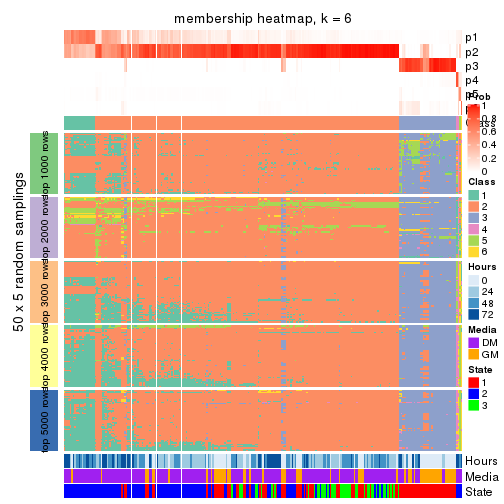 membership heatmap, k = 6
p1
p2
p3
p4
Prob
1
0.8
0.6
0.4
0.2
0
Class
1
2
3
4
5
6
Hours
0
24
48
72
Media
DM
GM
State
1
2
3
50 x 5 random samplings
top 1000 rows
top 2000 rows
top 3000 rows
top 4000 rows
top 5000 rows
Hours
Media
State